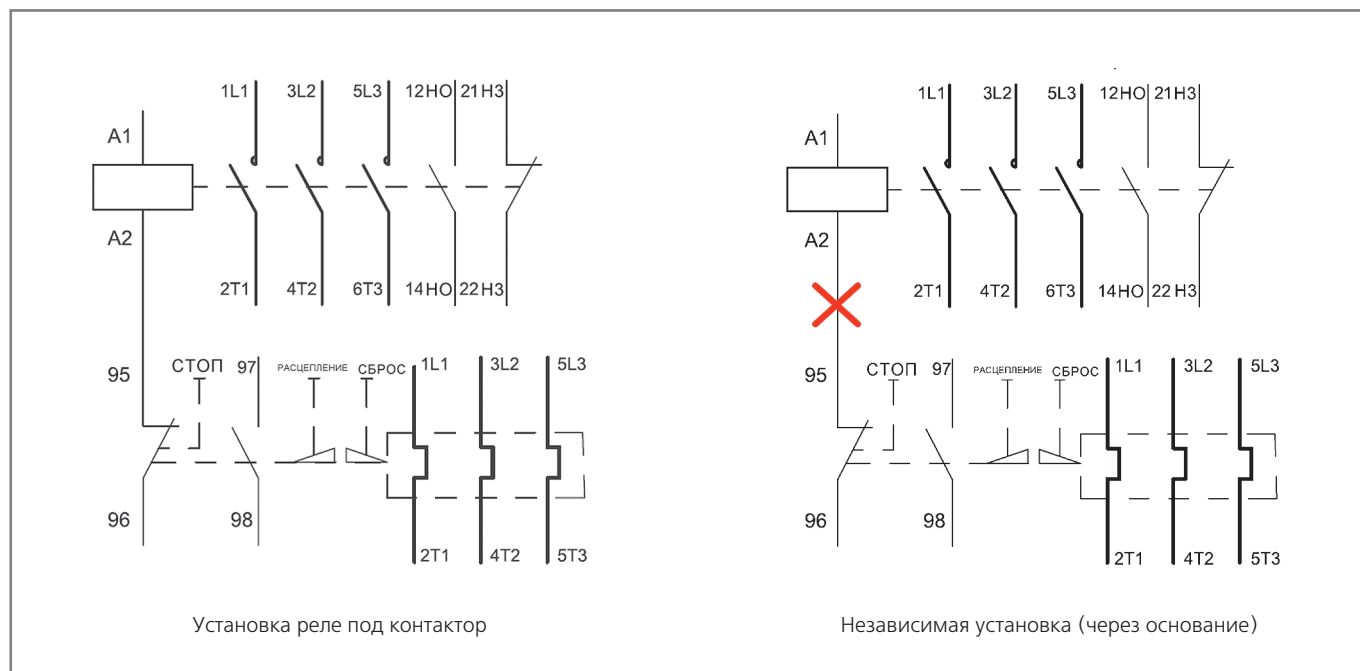 1L1 3L2 5L3 12НО 21НЗ
A1
A2
2T1 4T2 6T3 14НО 22НЗ
95 СТОП 97 РАСЦЕПЛЕНИЕ СБРОС 1L1 3L2 5L3
96 98
2T1 4T2 5T3
Установка реле под контактор
1L1 3L2 5L3 12НО 21НЗ
A1
A2
2T1 4T2 6T3 14НО 22НЗ
95 СТОП 97 РАСЦЕПЛЕНИЕ СБРОС 1L1 3L2 5L3
96 98
2T1 4T2 5T3
Независимая установка (через основание)